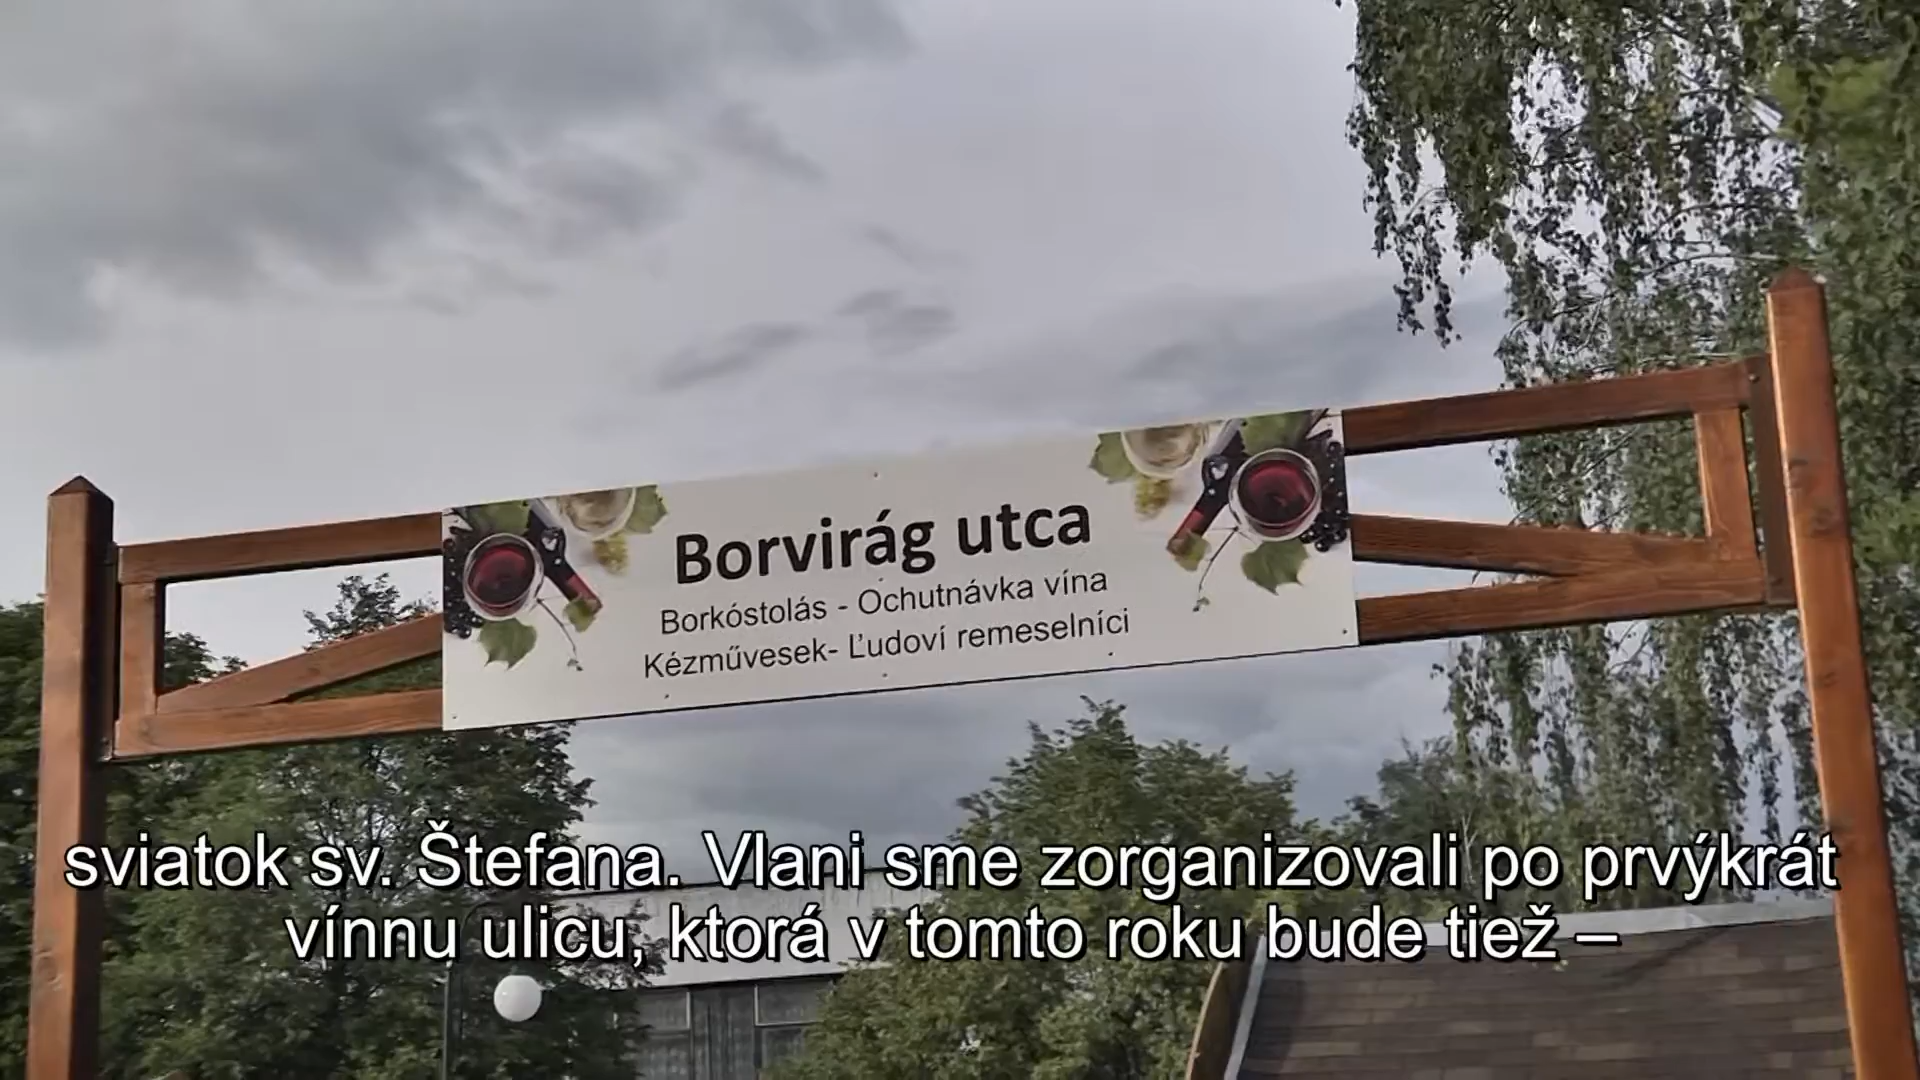 Borvirág utca
Borkóstolás - Ochutnávka vína
Kézművesek- Ľudoví remeselníci
sviatok sv. Štefana. Vlani sme zorganizovali po prvýkrát
vínnu ulicu, ktorá v tomto roku bude tiež –